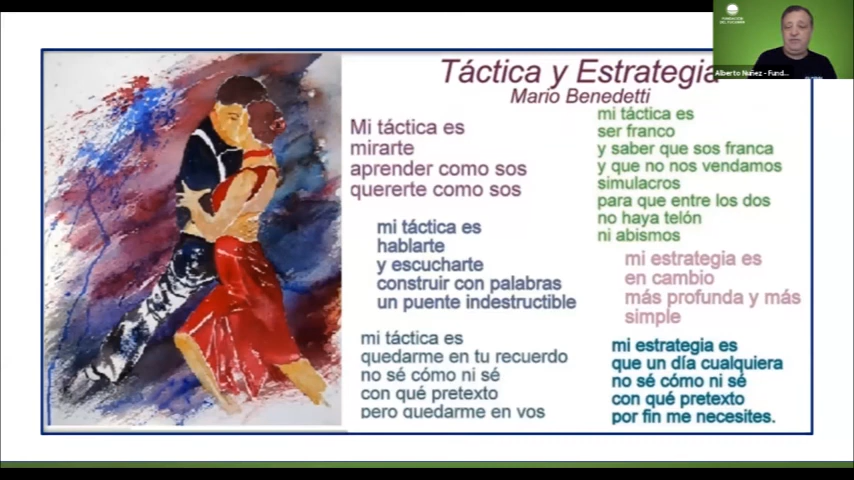 Táctica y Estrategia
Mario Benedetti
Mi táctica es
mirarte
aprender como sos
quererte como sos
mi táctica es
hablarte
y escucharte
construir con palabras
un puente indestructible
mi táctica es
quedarme en tu recuerdo
no sé cómo ni sé
con qué pretexto
pero quedarme en vos
mi táctica es
ser franco
y saber que sos franca
y que no nos vendamos
simulacros
para que entre los dos
no haya telón
ni abismos
mi estrategia es
en cambio
más profunda y más
simple
mi estrategia es
que un día cualquiera
no sé cómo ni sé
con qué pretexto
por fin me necesites.
FUNDACIÓN
DEL TUCUMÁN
Alberto Nuñez - Fund...